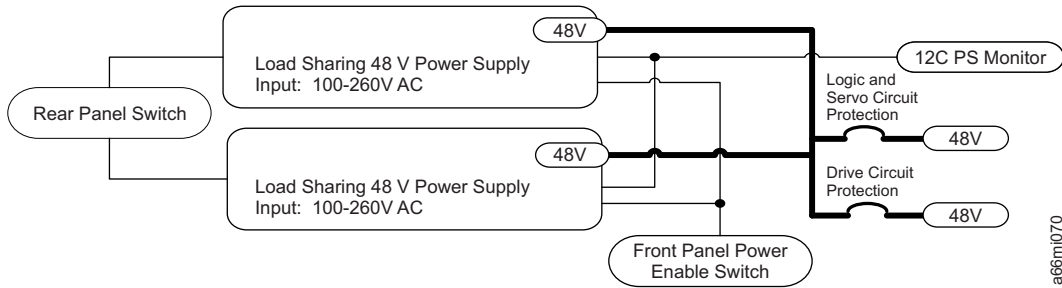 48V
Load Sharing 48 V Power Supply
Input: 100-260V AC
12C PS Monitor
Rear Panel Switch
Logic and
Servo Circuit
Protection
48V
48V
Load Sharing 48 V Power Supply
Input: 100-260V AC
Drive Circuit
Protection
48V
Front Panel Power
Enable Switch
a66mi070